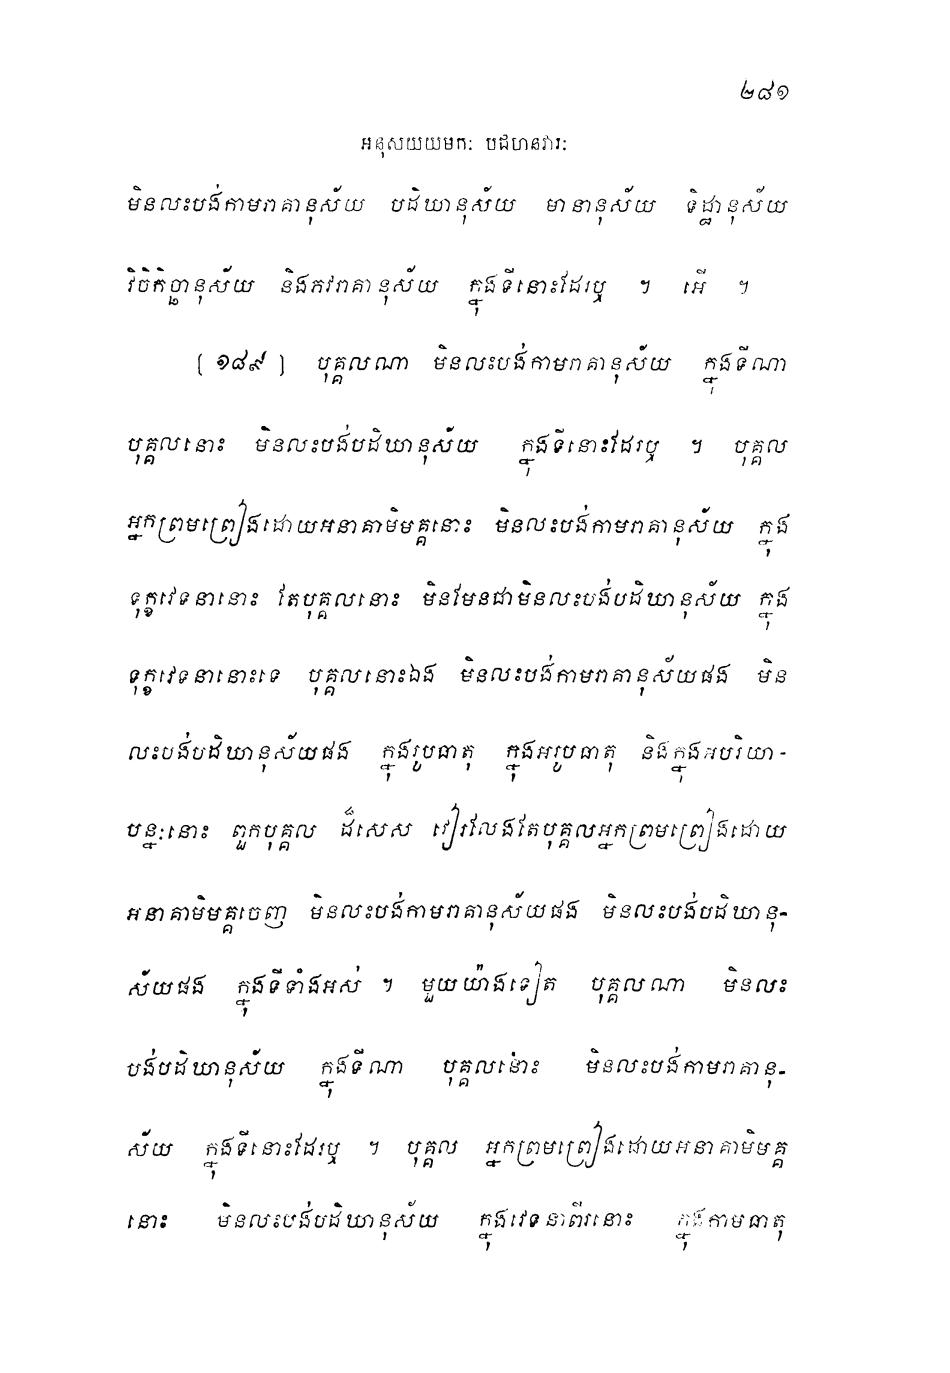 ២៨១
អនុសយយមកៈ បដហានវារៈ
មិនលះបង់កាមរាគានុស័យ បដិឃានុស័យ មានានុស័យ ទិដ្ឋានុស័យ
វិចិកិច្ឆានុស័យ និងភវរាគានុស័យ ក្នុងទីនោះដែរឬ ។ អើ ។
[ ១៨៩ ] បុគ្គលណា មិនលះបង់កាមរាគានុស័យ ក្នុងទីណា
បុគ្គលនោះ មិនលះបង់បដិឃានុស័យ ក្នុងទីនោះដែរឬ ។ បុគ្គល
អ្នកព្រមព្រៀងដោយអនាគាមិមគ្គនោះ មិនលះបង់កាមរាគានុស័យ ក្នុង
ទុក្ខវេទនានោះ តែបុគ្គលនោះ មិនមែនជាមិនលះបង់បដិឃានុស័យ ក្នុង
ទុក្ខវេទនានោះទេ បុគ្គលនោះឯង មិនលះបង់កាមរាគានុស័យផង មិន
លះបង់បដិឃានុស័យផង ក្នុងរូបធាតុ ក្នុងអរូបធាតុ និងក្នុងអបរិយា-
បន្នៈនោះ ពួកបុគ្គល ដ៏សេស វៀរលែងតែបុគ្គលអ្នកព្រមព្រៀងដោយ
អនាគាមិមគ្គចេញ មិនលះបង់កាមរាគានុស័យផង មិនលះបង់បដិឃានុ-
ស័យផង ក្នុងទីទាំងអស់ ។ មួយយ៉ាងទៀត បុគ្គលណា មិនលះ
បង់បដិឃានុស័យ ក្នុងទីណា បុគ្គលនោះ មិនលះបង់កាមរាគានុ-
ស័យ ក្នុងទីនោះដែរឬ ។ បុគ្គល អ្នកព្រមព្រៀងដោយអនាគាមិមគ្គ
នោះ មិនលះបង់បដិឃានុស័យ ក្នុងវេទនាពីរនោះ ក្នុងកាមធាតុ